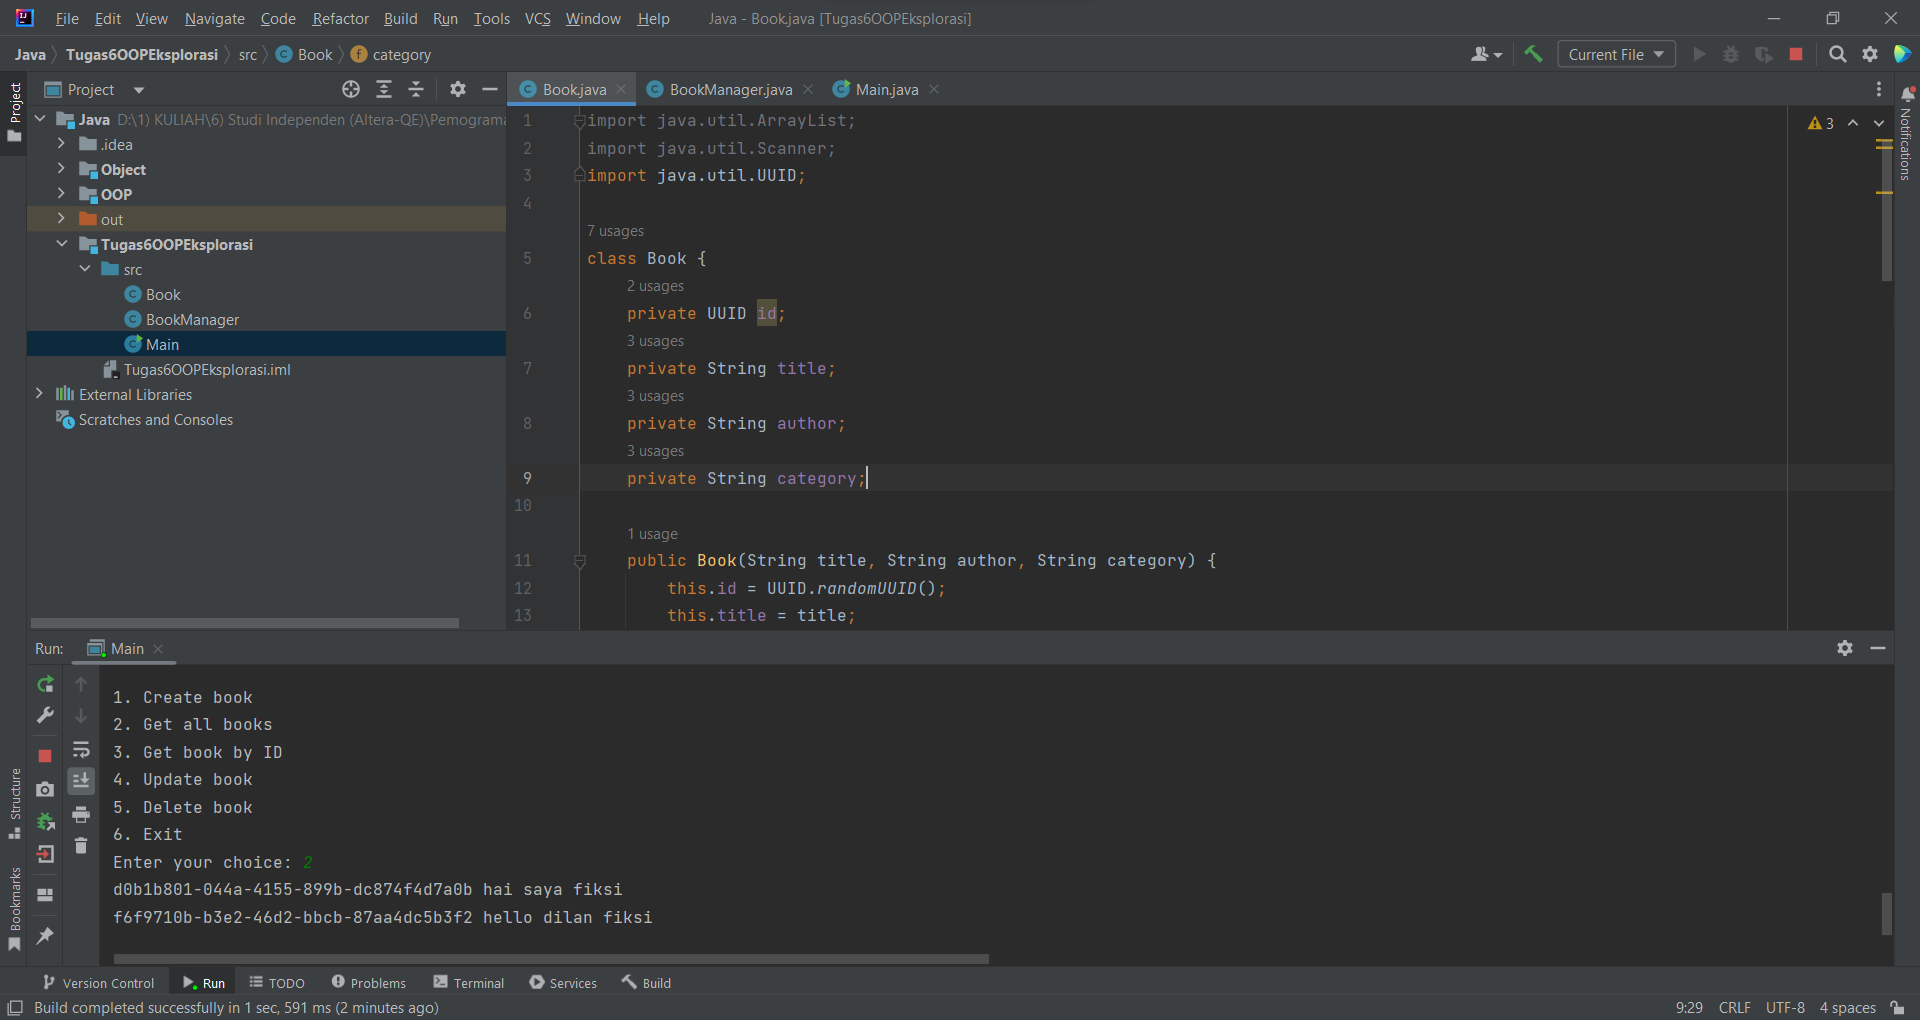 File Edit View Navigate Code Refactor Build Run Tools VCS Window Help Java - Book.java [Tugas6OOPEksplorasi]
Java Tugas6OOPEksplorasi src Book category Current File
Project
Project
Book.java BookManager.java Main.java
Notifications
Java D:\1) KULIAH\6) Studi Independen (Altera-QE)\Pemograma
.idea
Object
OOP
out
Tugas6OOPEksplorasi
src
Book
BookManager
Main
Tugas6OOPEksplorasi.iml
External Libraries
Scratches and Consoles
3
1 import java.util.ArrayList;
2 import java.util.Scanner;
3 import java.util.UUID;
4
7 usages
5 class Book {
2 usages
6 private UUID id;
3 usages
7 private String title;
3 usages
8 private String author;
3 usages
9 private String category;
10
1 usage
11 public Book(String title, String author, String category) {
12 this.id = UUID.randomUUID();
13 this.title = title;
Run: Main
1. Create book
2. Get all books
3. Get book by ID
4. Update book
5. Delete book
6. Exit
Enter your choice: 2
d0b1b801-044a-4155-899b-dc874f4d7a0b hai saya fiksi
f6f9710b-b3e2-46d2-bbcb-87aa4dc5b3f2 hello dilan fiksi
Structure
Bookmarks
Version Control Run TODO Problems Terminal Services Build
Build completed successfully in 1 sec, 591 ms (2 minutes ago) 9:29 CRLF UTF-8 4 spaces